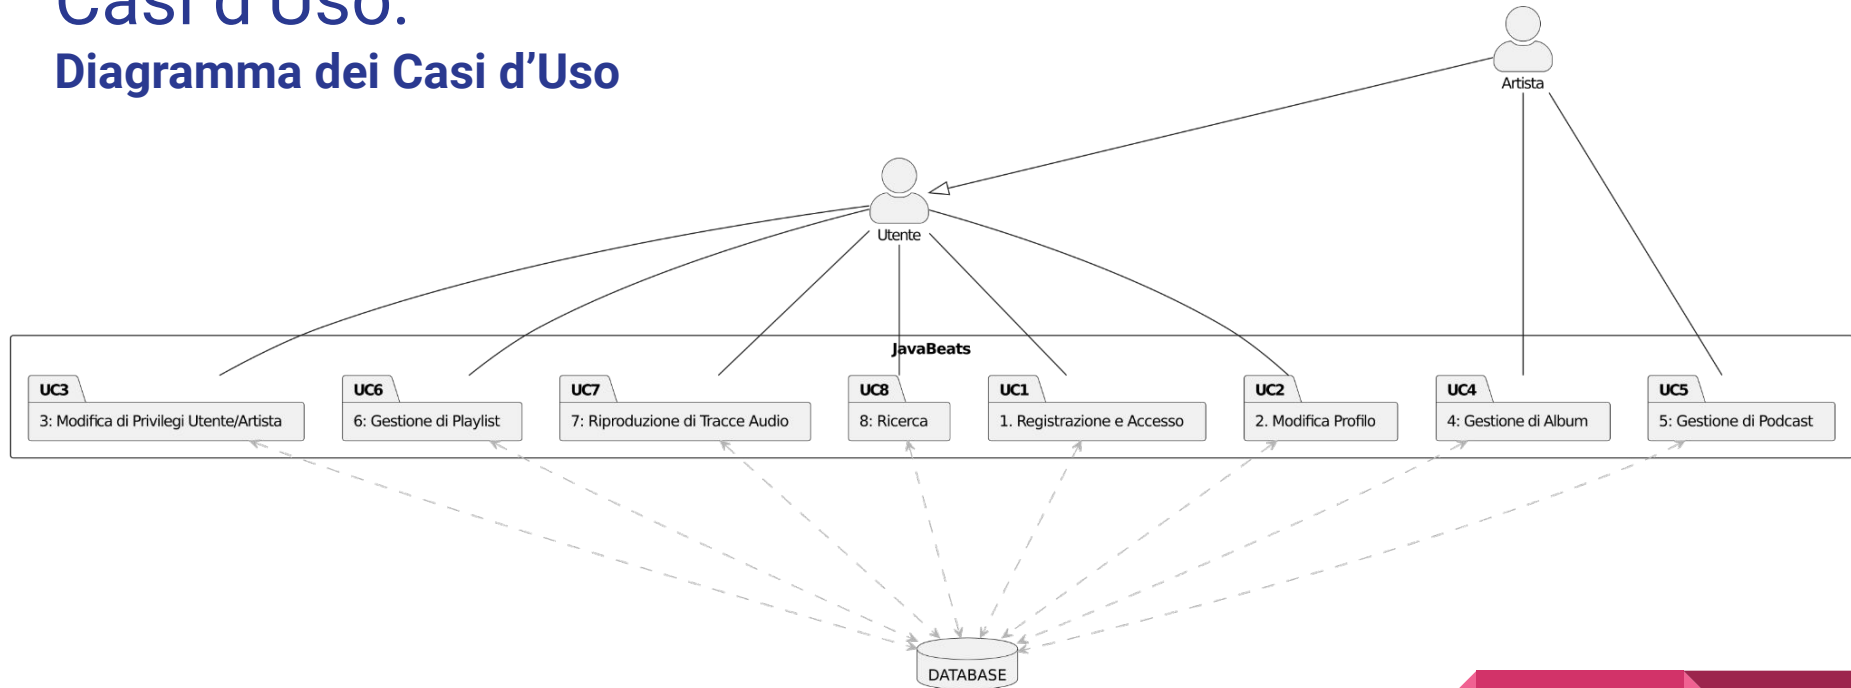 Casi d'Uso:
Diagramma dei Casi d’Uso
Artista
Utente
JavaBeats
UC3
3: Modifica di Privilegi Utente/Artista
UC6
6: Gestione di Playlist
UC7
7: Riproduzione di Tracce Audio
UC8
8: Ricerca
UC1
1. Registrazione e Accesso
UC2
2. Modifica Profilo
UC4
4: Gestione di Album
UC5
5: Gestione di Podcast
DATABASE